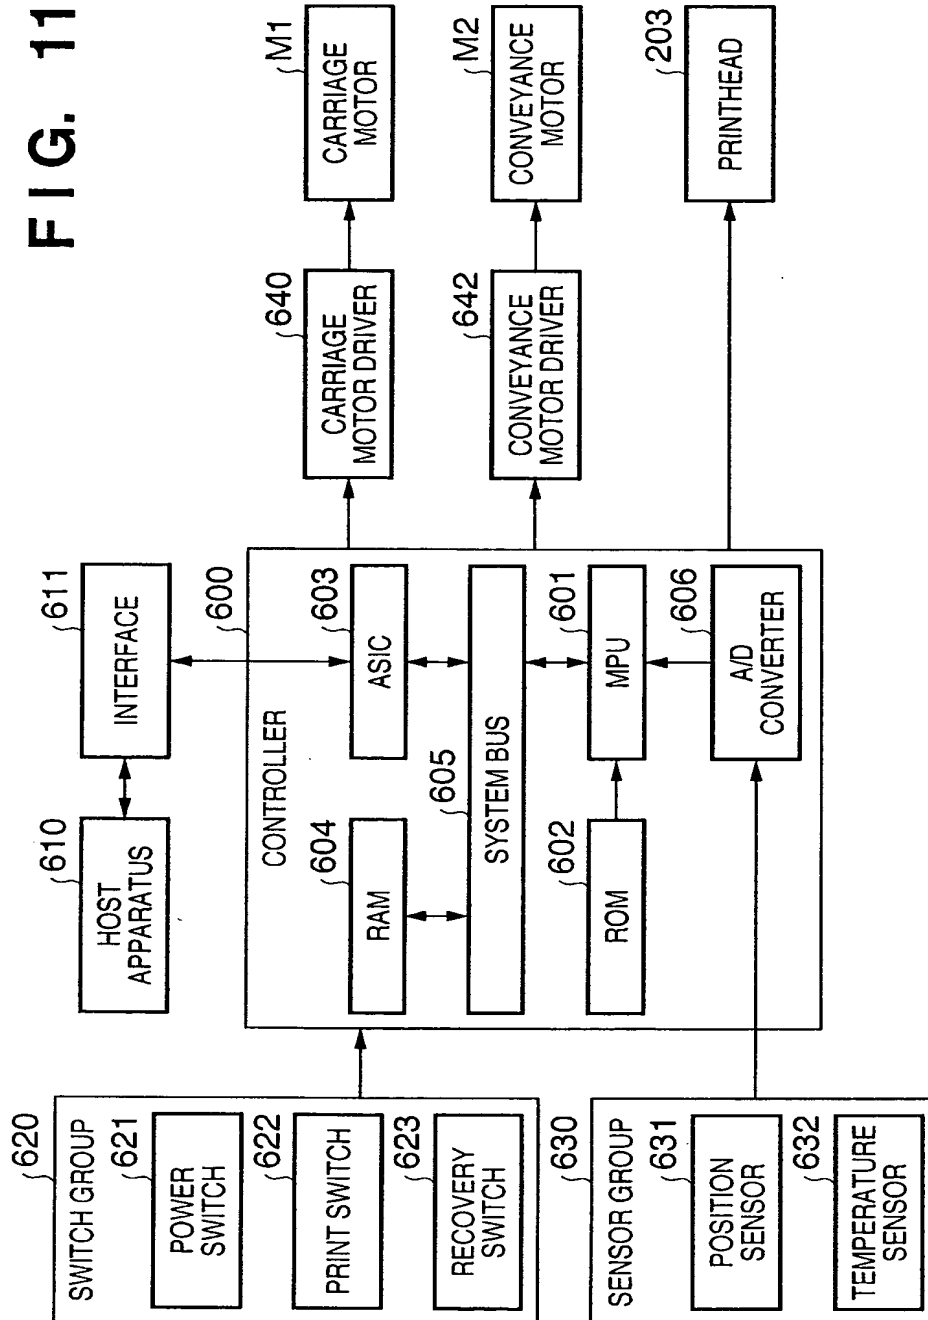 FIG. 11
610
HOST
APPARATUS
611
INTERFACE
600
CONTROLLER
620
SWITCH GROUP
621
POWER
SWITCH
622
PRINT SWITCH
623
RECOVERY
SWITCH
604
RAM
603
ASIC
605
SYSTEM BUS
602
ROM
601
MPU
606
A/D
CONVERTER
630
SENSOR GROUP
631
POSITION
SENSOR
632
TEMPERATURE
SENSOR
640
CARRIAGE
MOTOR DRIVER
M1
CARRIAGE
MOTOR
642
CONVEYANCE
MOTOR DRIVER
M2
CONVEYANCE
MOTOR
203
PRINTHEAD